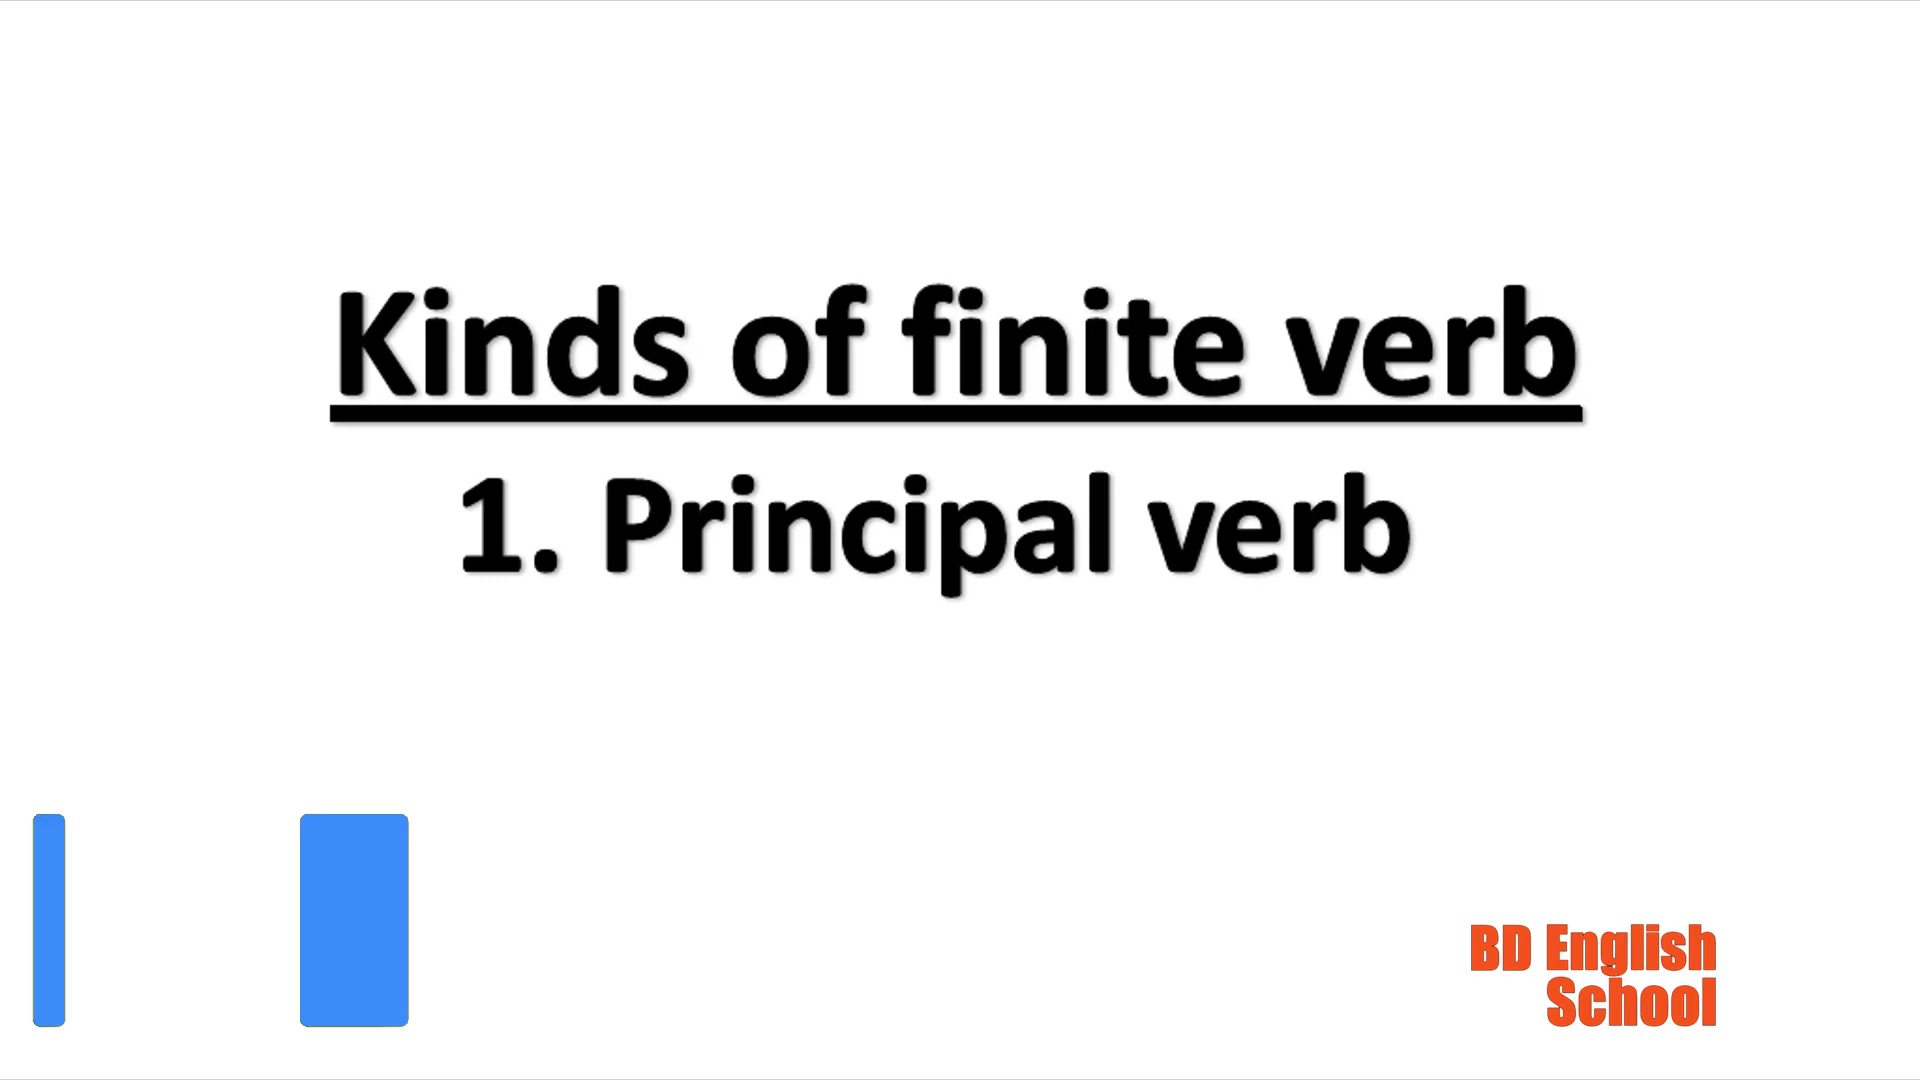 Kinds of finite verb
1. Principal verb
BD English
School